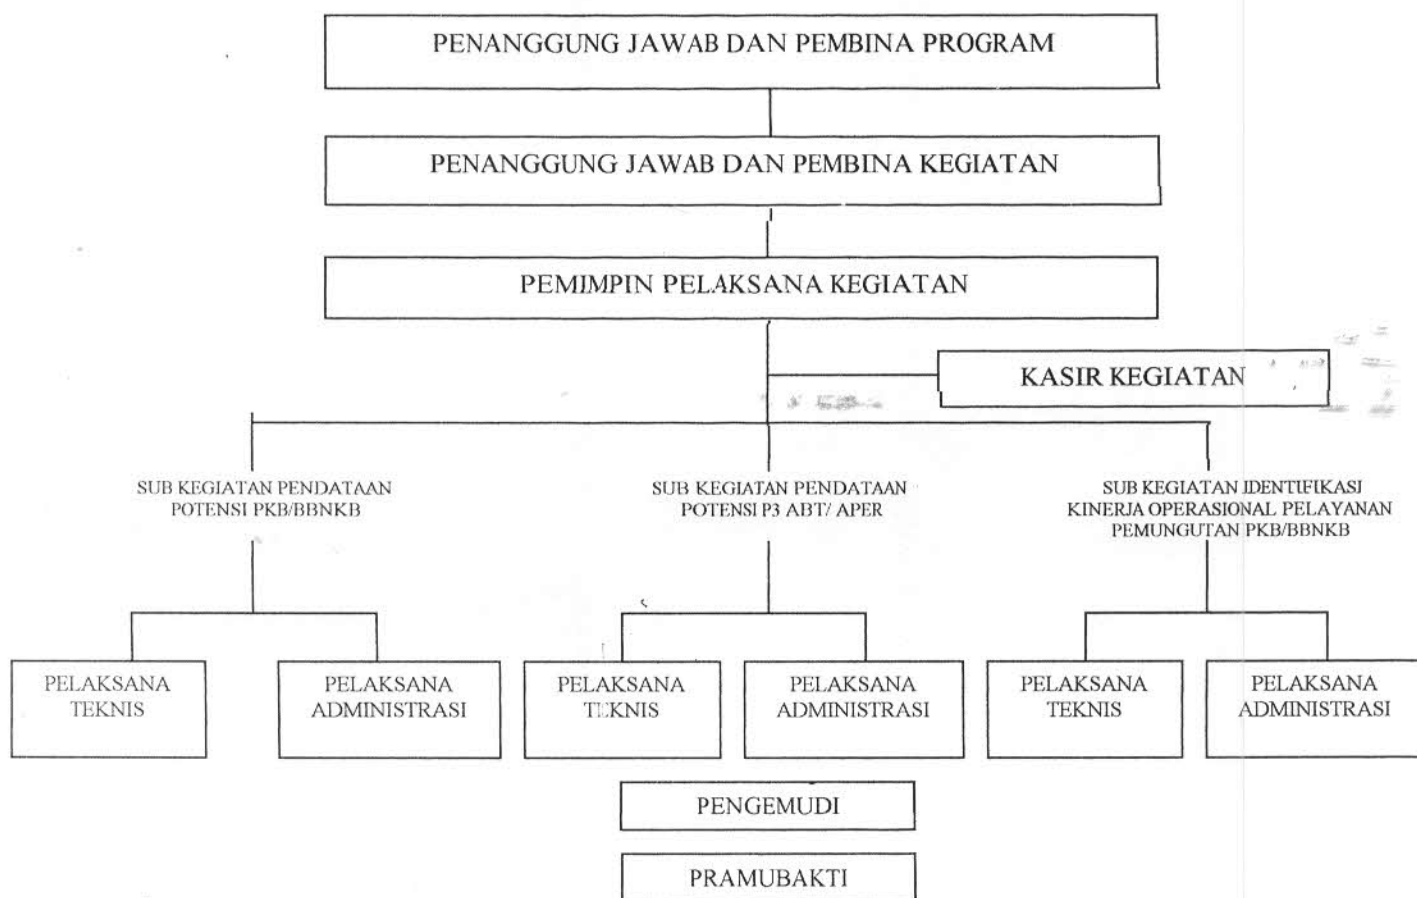 PENANGGUNG JAWAB DAN PEMBINA PROGRAM
PENANGGUNG JAWAB DAN PEMBINA KEGIATAN
PEMIMPIN PELAKSANA KEGIATAN
KASIR KEGIATAN
SUB KEGIATAN PENDATAAN
POTENSI PKB/BBNKB
SUB KEGIATAN PENDATAAN
POTENSI P3 ABT/ APER
SUB KEGIATAN IDENTIFIKASI
KINERJA OPERASIONAL PELAYANAN
PEMUNGUTAN PKB/BBNKB
PELAKSANA
TEKNIS
PELAKSANA
ADMINISTRASI
PELAKSANA
TEKNIS
PELAKSANA
ADMINISTRASI
PELAKSANA
TEKNIS
PELAKSANA
ADMINISTRASI
PENGEMUDI
PRAMUBAKTI